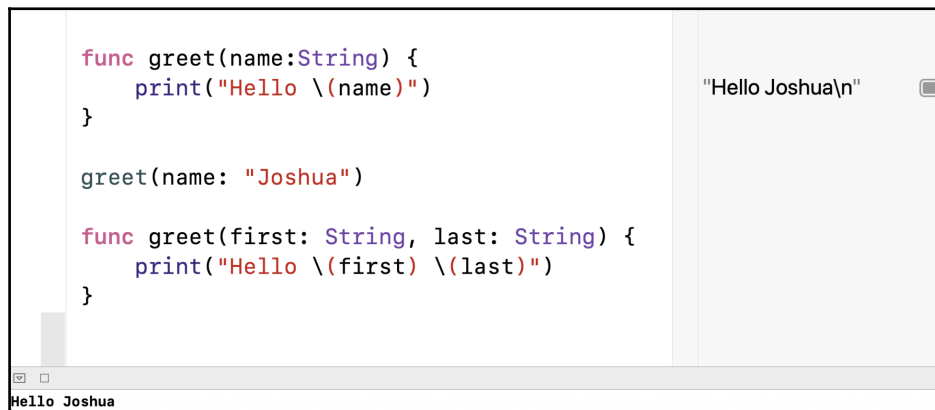 func greet(name:String) {
print("Hello \(name)")
"Hello Joshua\n"
}
greet(name: "Joshua")
func greet(first: String, last: String) {
print("Hello \(first) \(last)")
}
Hello Joshua